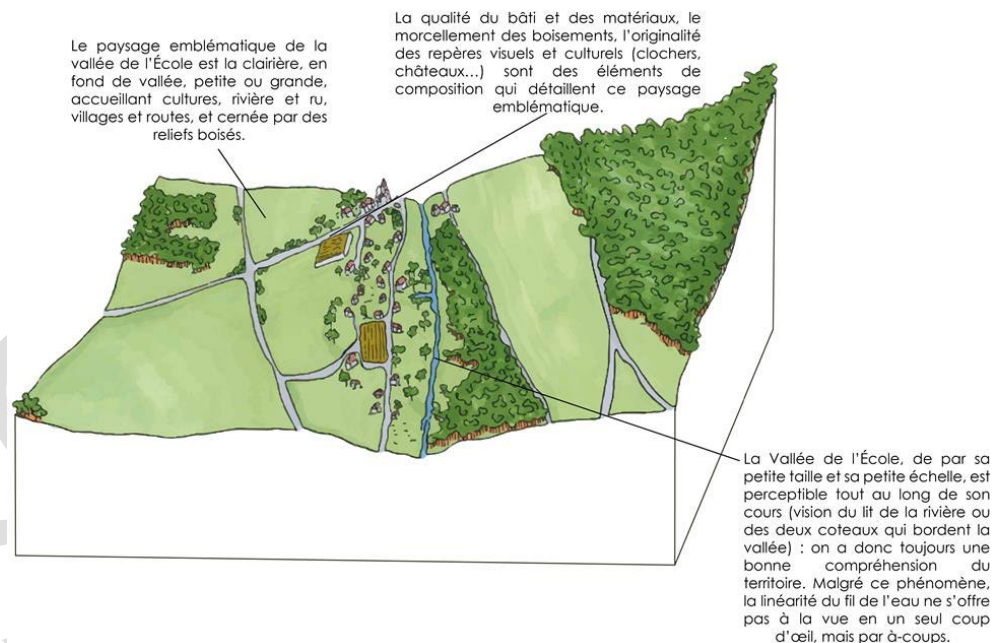 Le paysage emblématique de la
vallée de l’École est la clairière, en
fond de vallée, petite ou grande,
accueillant cultures, rivière et ru,
villages et routes, et cernée par des
reliefs boisés.
La qualité du bâti et des matériaux, le
morcellement des boisements, l’originalité
des repères visuels et culturels (clochers,
châteaux...) sont des éléments de
composition qui détaillent ce paysage
emblématique.
La Vallée de l’École, de par sa
petite taille et sa petite échelle, est
perceptible tout au long de son
cours (vision du lit de la rivière ou
des deux coteaux qui bordent la
vallée) : on a donc toujours une
bonne compréhension du
territoire. Malgré ce phénomène,
la linéarité du fil de l’eau ne s’offre
pas à la vue en un seul coup
d’œil, mais par à-coups.